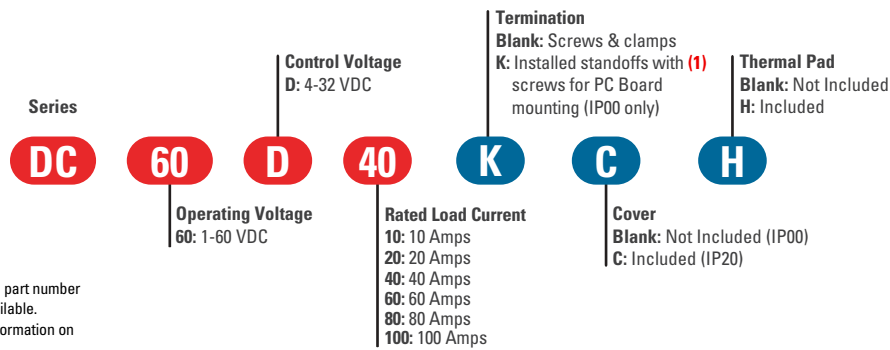 Termination
Blank: Screws & clamps
K: Installed standoffs with (1)
screws for PC Board
mounting (IP00 only)
Control Voltage
D: 4-32 VDC
Thermal Pad
Blank: Not Included
H: Included
Series
DC 60 D 40 K C H
Operating Voltage
60: 1-60 VDC
Rated Load Current
10: 10 Amps
20: 20 Amps
40: 40 Amps
60: 60 Amps
80: 80 Amps
100: 100 Amps
Cover
Blank: Not Included (IP00)
C: Included (IP20)
part number
ilable.
ormation on